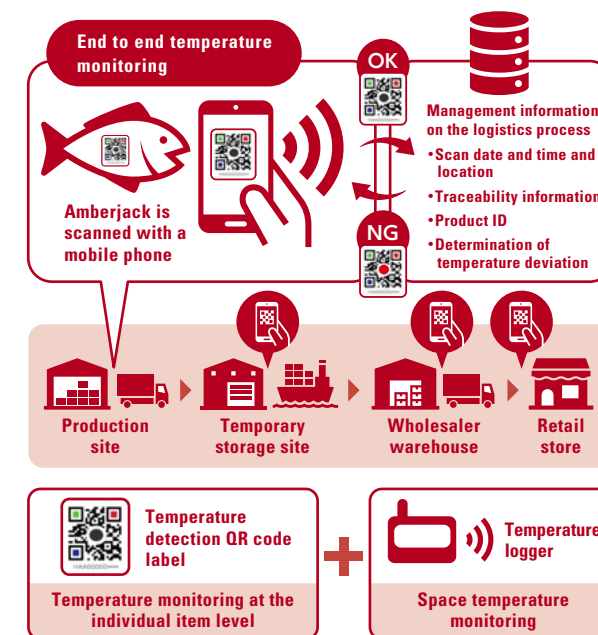 End to end temperature
monitoring
OK
Management information
on the logistics process
•Scan date and time and
location
•Traceability information
•Product ID
•Determination of
temperature deviation
Amberjack is
scanned with a
mobile phone
NG
Production
site
Temporary
storage site
Wholesaler
warehouse
Retail
store
Temperature
detection QR code
label
Temperature monitoring at the
individual item level
Temperature
logger
Space temperature
monitoring